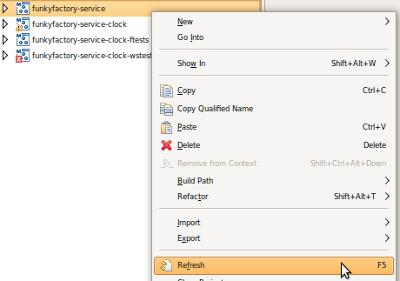 funkyfactory-service
funkyfactory-service-clock
funkyfactory-service-clock-ftests
funkyfactory-service-clock-wstest
New
Go Into
Show In Shift+Alt+W
Copy Ctrl+C
Copy Qualified Name
Paste Ctrl+V
Delete Delete
Remove from Context Shift+Ctrl+Alt+Down
Build Path
Refactor Shift+Alt+T
Import
Export
Refresh F5